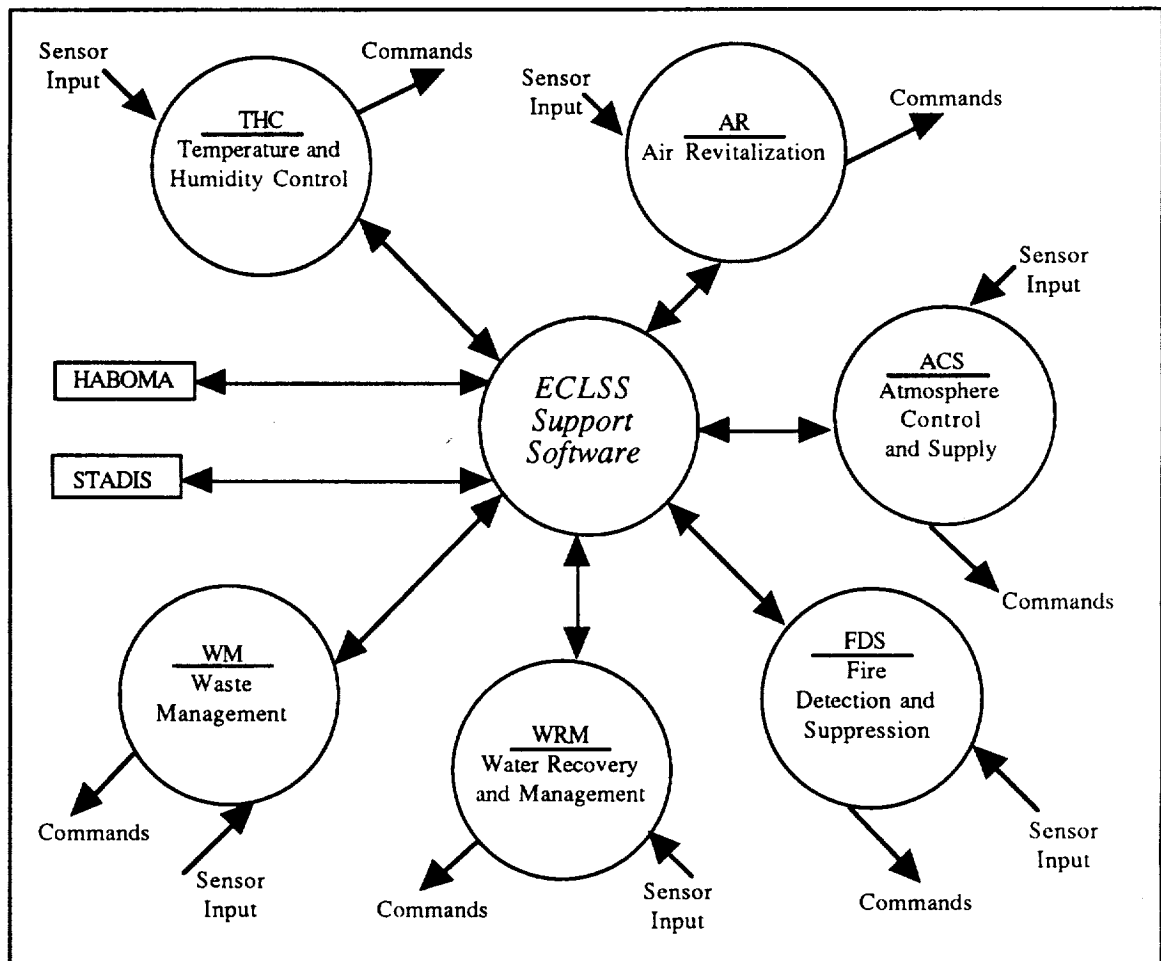 Sensor
Input
Commands
THC
Temperature and
Humidity Control
Sensor
Input
Commands
AR
Air Revitalization
Sensor
Input
ACS
Atmosphere
Control
and Supply
Commands
HABOMA
STADIS
ECLSS
Support
Software
WM
Waste
Management
Commands
Sensor
Input
WRM
Water Recovery
and Management
Commands
Sensor
Input
FDS
Fire
Detection and
Suppression
Commands
Sensor
Input